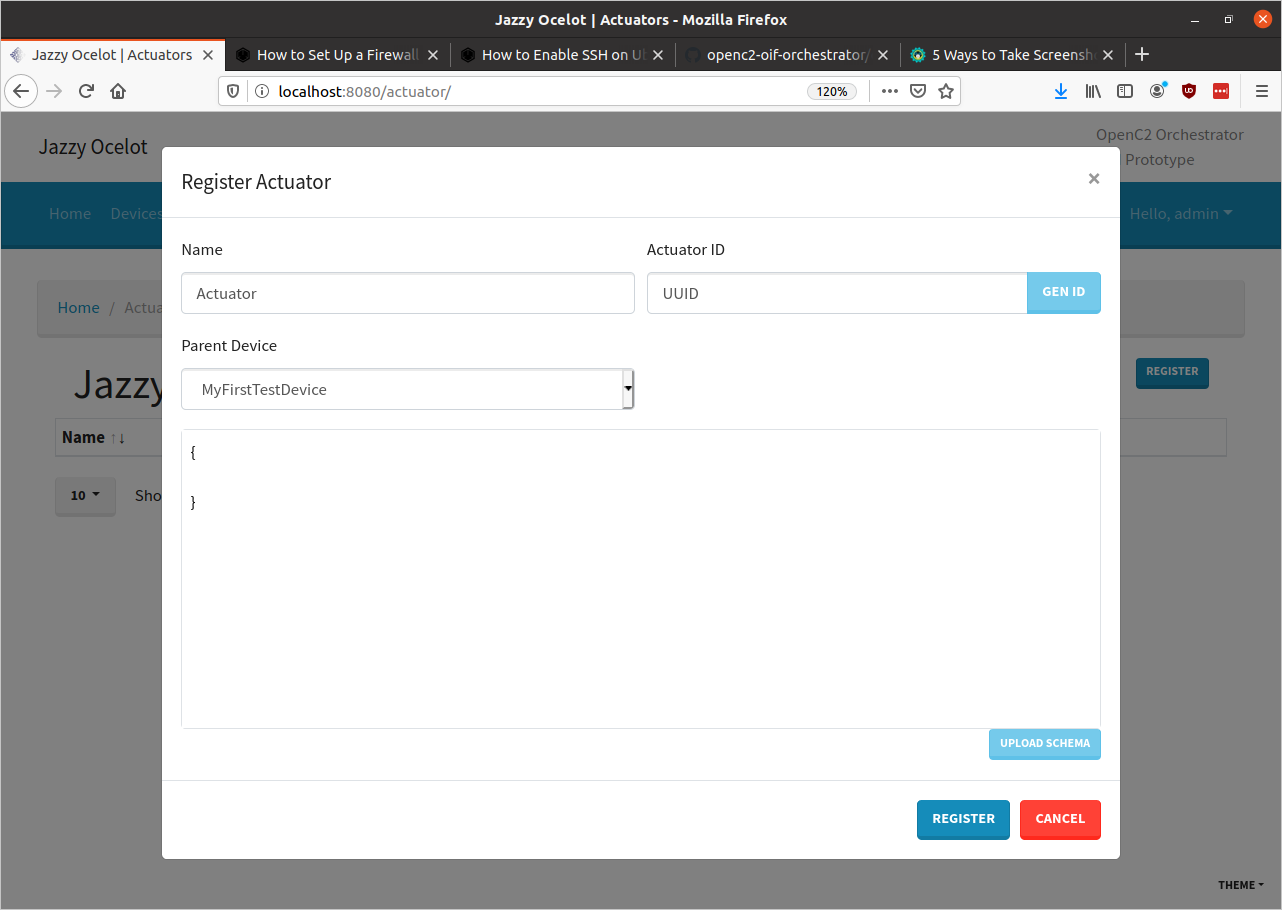 Jazzy Ocelot | Actuators - Mozilla Firefox
Jazzy Ocelot | Actuators
How to Set Up a Firewall
How to Enable SSH on U
openc2-oif-orchestrator/
5 Ways to Take Screensh
localhost:8080/actuator/
120%
Jazzy Ocelot
OpenC2 Orchestrator
Prototype
Home Devices
Hello, admin
Home / Actua
Jazzy
REGISTER
Name ↑↓
10
Sho
Register Actuator
×
Name
Actuator ID
Actuator
UUID
GEN ID
Parent Device
MyFirstTestDevice
{
}
UPLOAD SCHEMA
REGISTER
CANCEL
THEME